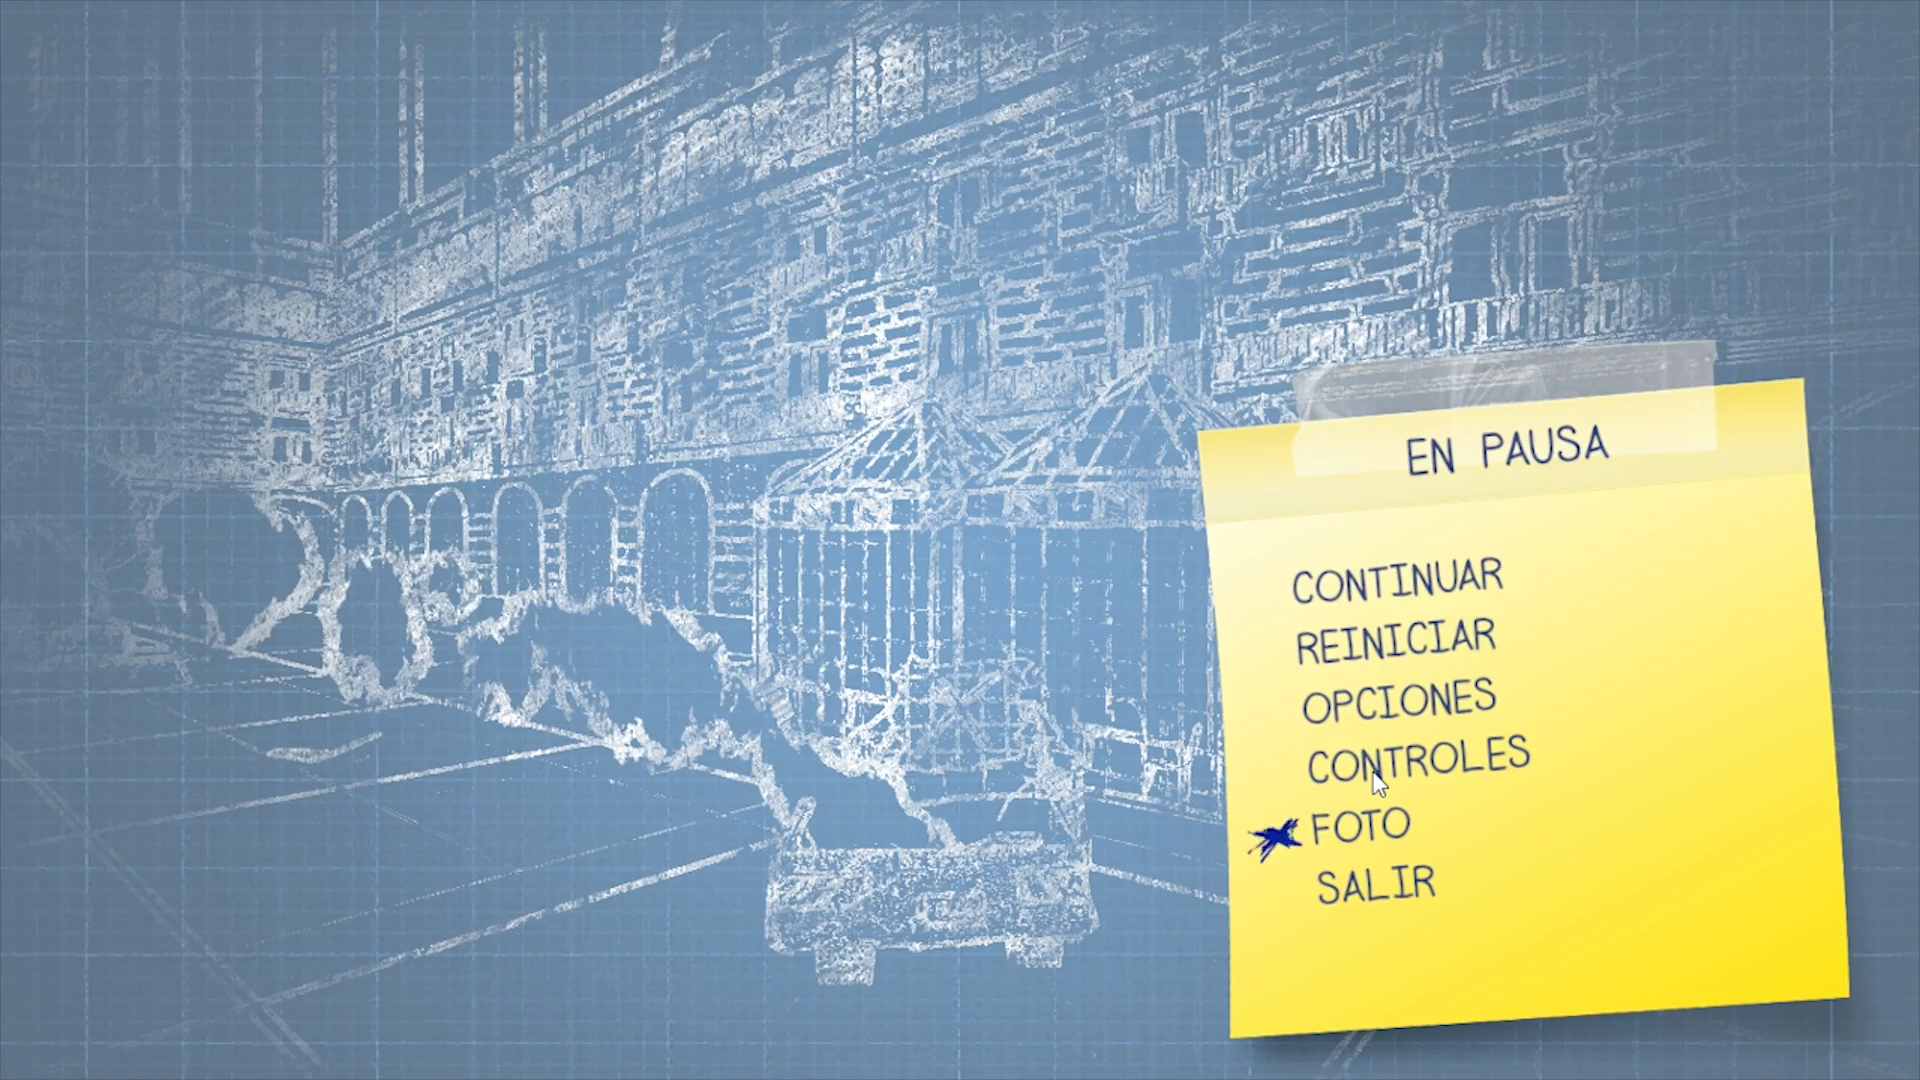 EN PAUSA
CONTINUAR
REINICIAR
OPCIONES
CONTROLES
FOTO
SALIR